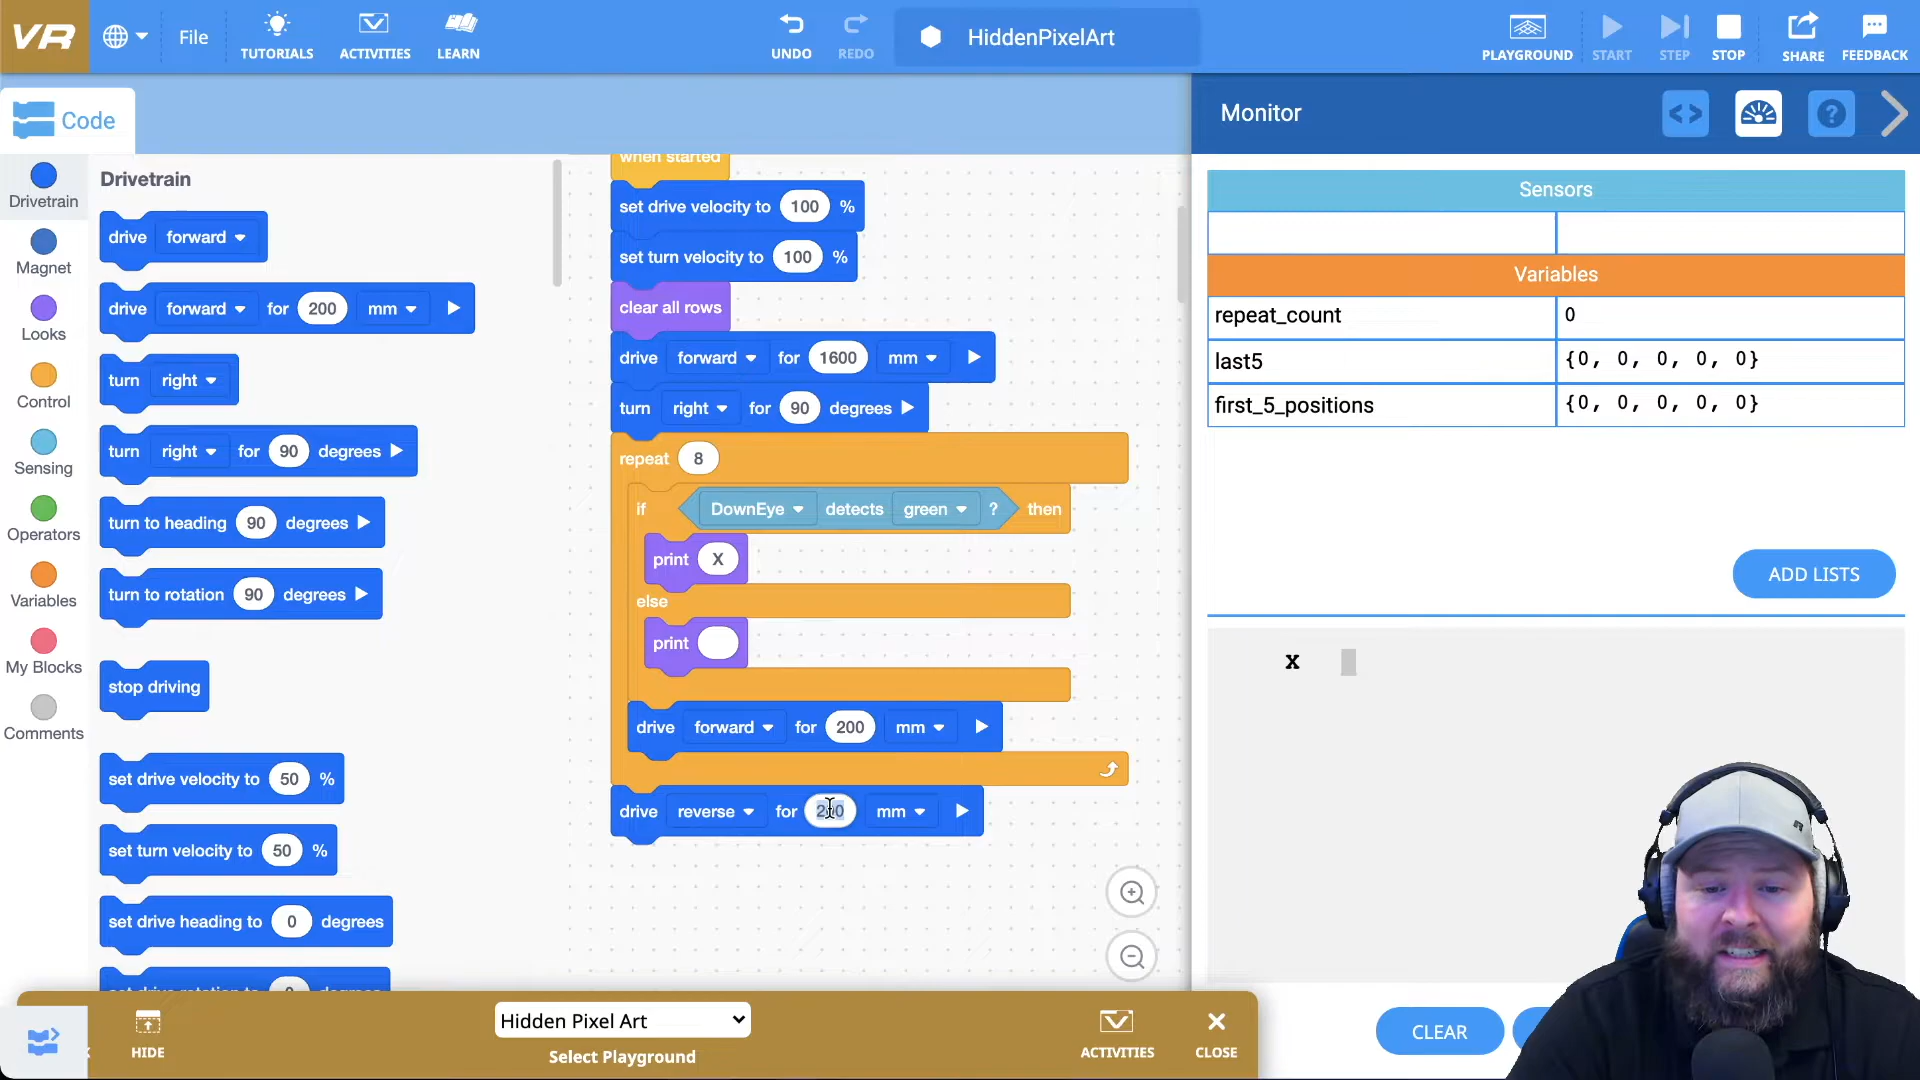 VR
File
TUTORIALS
ACTIVITIES
LEARN
UNDO
REDO
HiddenPixelArt
PLAYGROUND
START
STEP
STOP
SHARE
FEEDBACK
Code
Monitor
<>
?
Drivetrain
Magnet
Looks
Control
Sensing
Operators
Variables
My Blocks
Comments
Drivetrain
drive forward
drive forward for 200 mm
turn right
turn right for 90 degrees
turn to heading 90 degrees
turn to rotation 90 degrees
stop driving
set drive velocity to 50 %
set turn velocity to 50 %
set drive heading to 0 degrees
when started
set drive velocity to 100 %
set turn velocity to 100 %
clear all rows
drive forward for 1600 mm
turn right for 90 degrees
repeat 8
if DownEye detects green ? then
print X
else
print
drive forward for 200 mm
drive reverse for 200 mm
Sensors
Variables
repeat_count 0
last5 {0, 0, 0, 0, 0}
first_5_positions {0, 0, 0, 0, 0}
ADD LISTS
X
CLEAR
HIDE
Hidden Pixel Art
Select Playground
ACTIVITIES
CLOSE